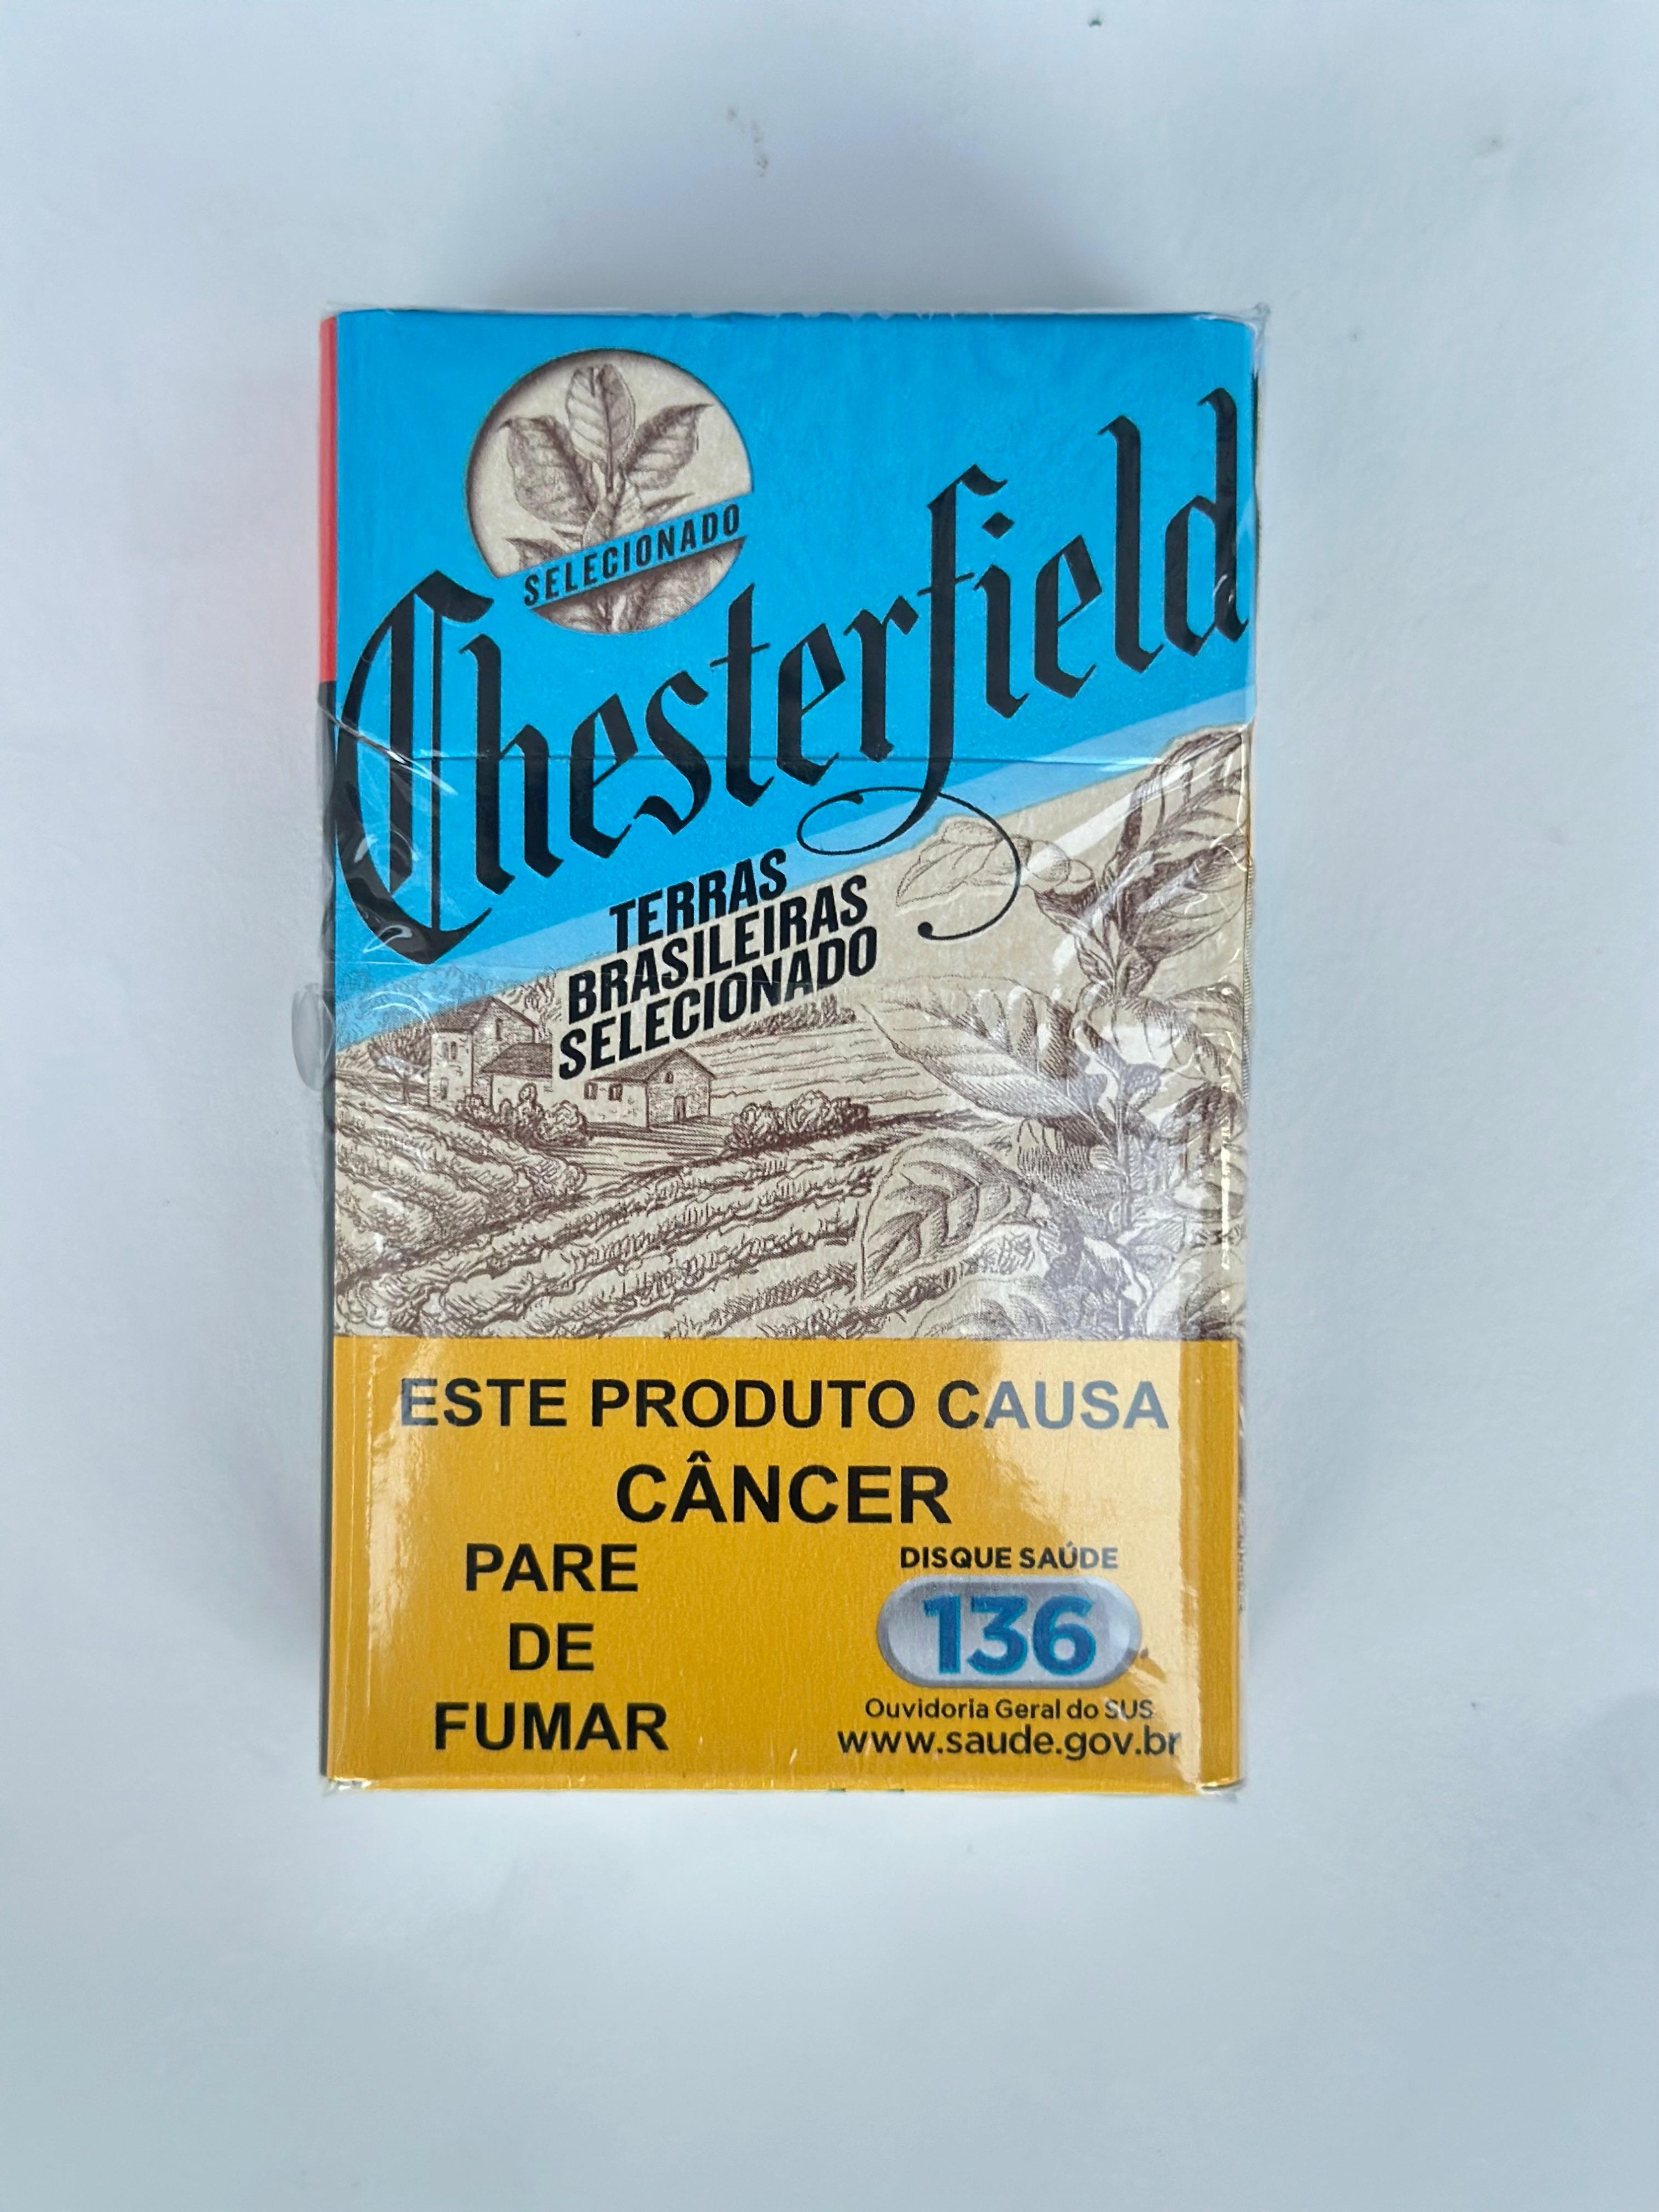 SELECIONADO
Chesterfield
TERRAS
BRASILEIRAS
SELECIONADO
ESTE PRODUTO CAUSA
CÂNCER
PARE
DE
FUMAR
DISQUE SAÚDE
136
Ouvidoria Geral do SUS
www.saude.gov.br